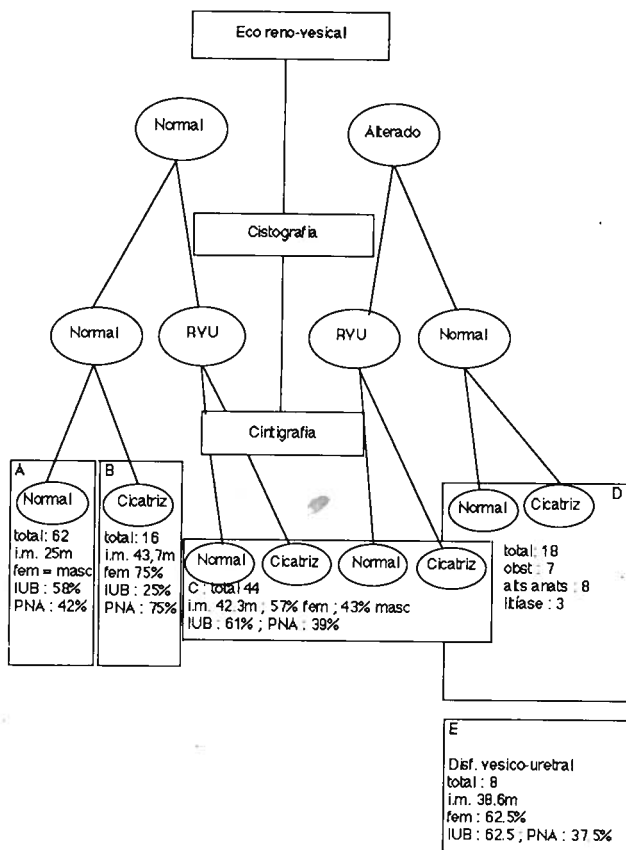 Eco reno-vesical
Normal
Alterado
Cistografia
Normal
RVU
RVU
Normal
Cintigrafia
A
Normal
total: 62
i.m. 25m
fem = masc
IUB : 58%
PNA : 42%
B
Cicatriz
total: 16
i.m. 43,7m
fem 75%
IUB : 25%
PNA : 75%
Normal
Cicatriz
Normal
Cicatriz
C : total 44
i.m. 42.3m ; 57% fem ; 43% masc
IUB : 61% ; PNA : 39%
D
Normal
Cicatriz
total: 18
obst : 7
alts anats : 8
litíase : 3
E
Disf. vesico-uretral
total : 8
i.m. 38.6m
fem : 62.5%
IUB : 62.5 ; PNA : 37.5%